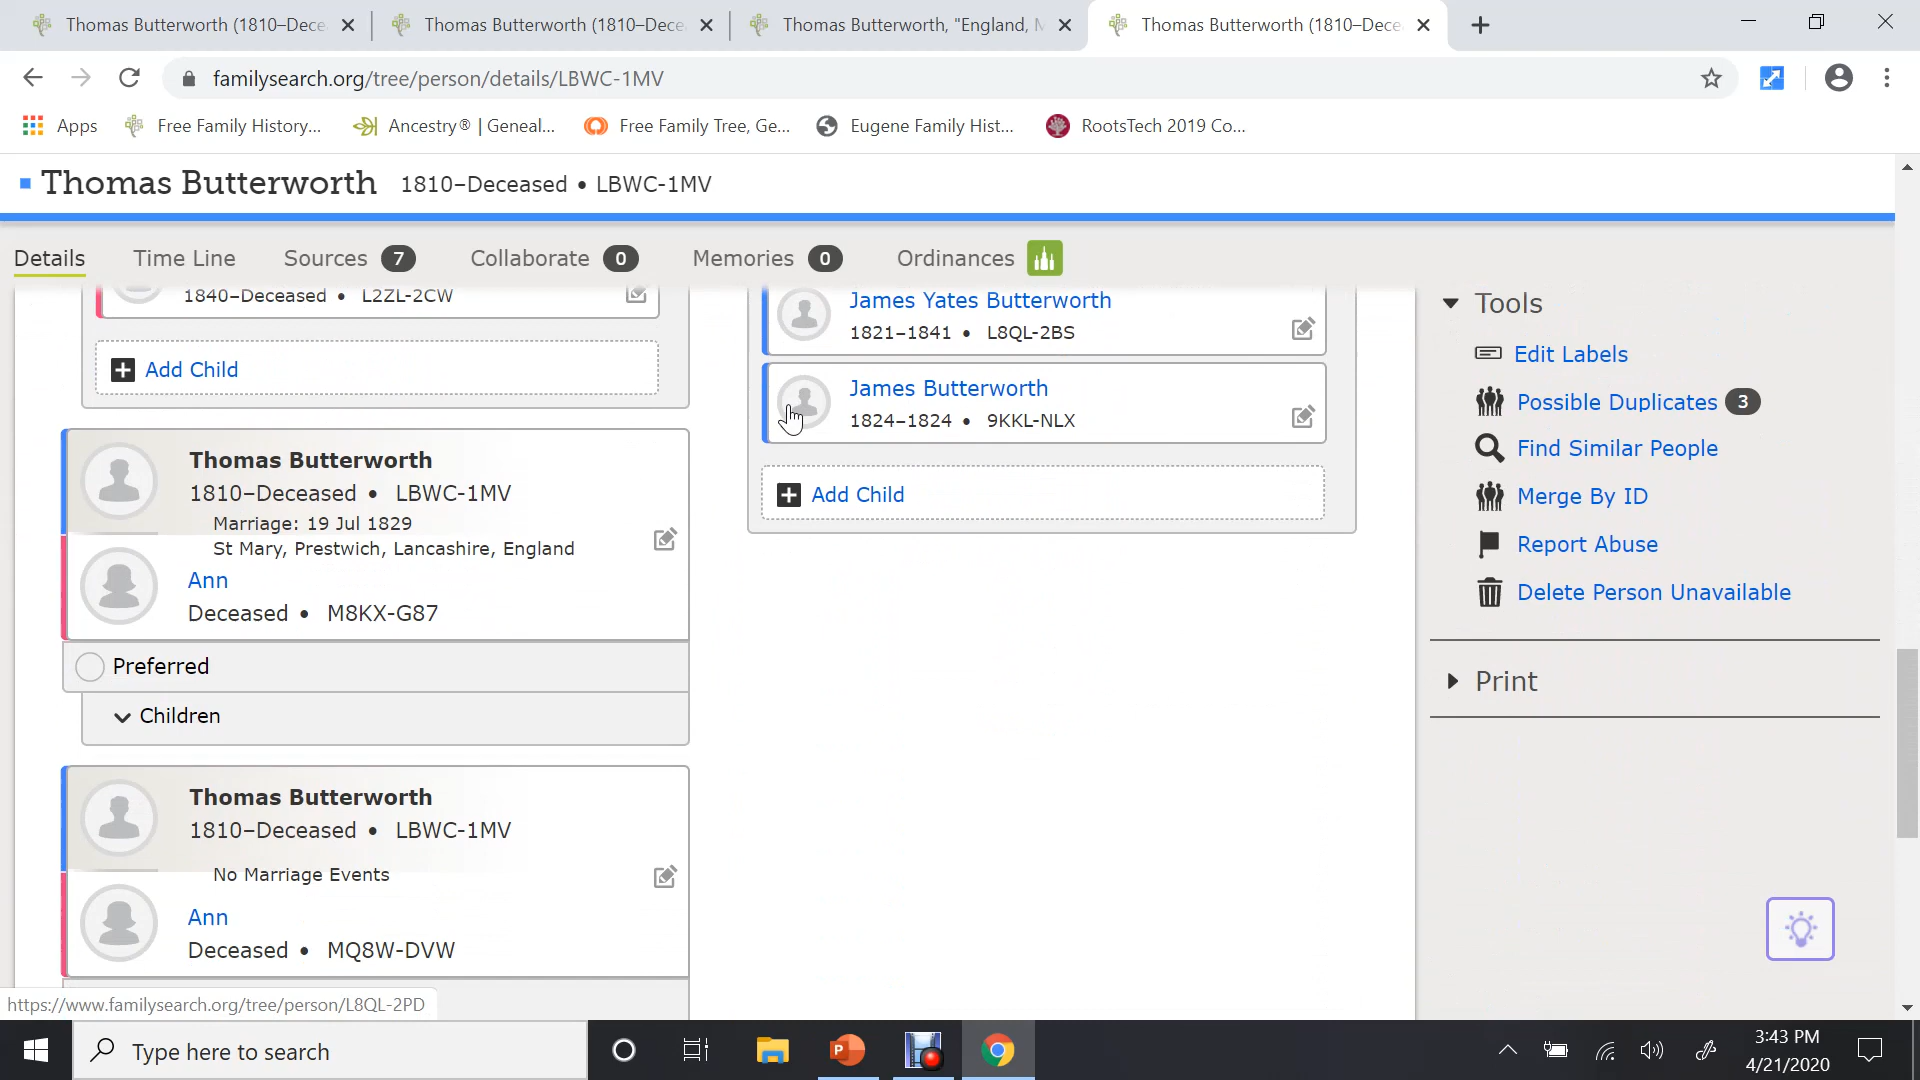 Thomas Butterworth (1810–Dece
Thomas Butterworth (1810–Dece
Thomas Butterworth, "England, M
Thomas Butterworth (1810–Dece
familysearch.org/tree/person/details/LBWC-1MV
Apps
Free Family History...
Ancestry® | Geneal...
Free Family Tree, Ge...
Eugene Family Hist...
RootsTech 2019 Co...
Thomas Butterworth 1810–Deceased • LBWC-1MV
Details
Time Line
Sources 7
Collaborate 0
Memories 0
Ordinances
1840–Deceased • L2ZL-2CW
Add Child
Thomas Butterworth
1810–Deceased • LBWC-1MV
Marriage: 19 Jul 1829
St Mary, Prestwich, Lancashire, England
Ann
Deceased • M8KX-G87
Preferred
Children
Thomas Butterworth
1810–Deceased • LBWC-1MV
No Marriage Events
Ann
Deceased • MQ8W-DVW
James Yates Butterworth
1821–1841 • L8QL-2BS
James Butterworth
1824–1824 • 9KKL-NLX
Add Child
Tools
Edit Labels
Possible Duplicates 3
Find Similar People
Merge By ID
Report Abuse
Delete Person Unavailable
Print
https://www.familysearch.org/tree/person/L8QL-2PD
Type here to search
P
3:43 PM
4/21/2020